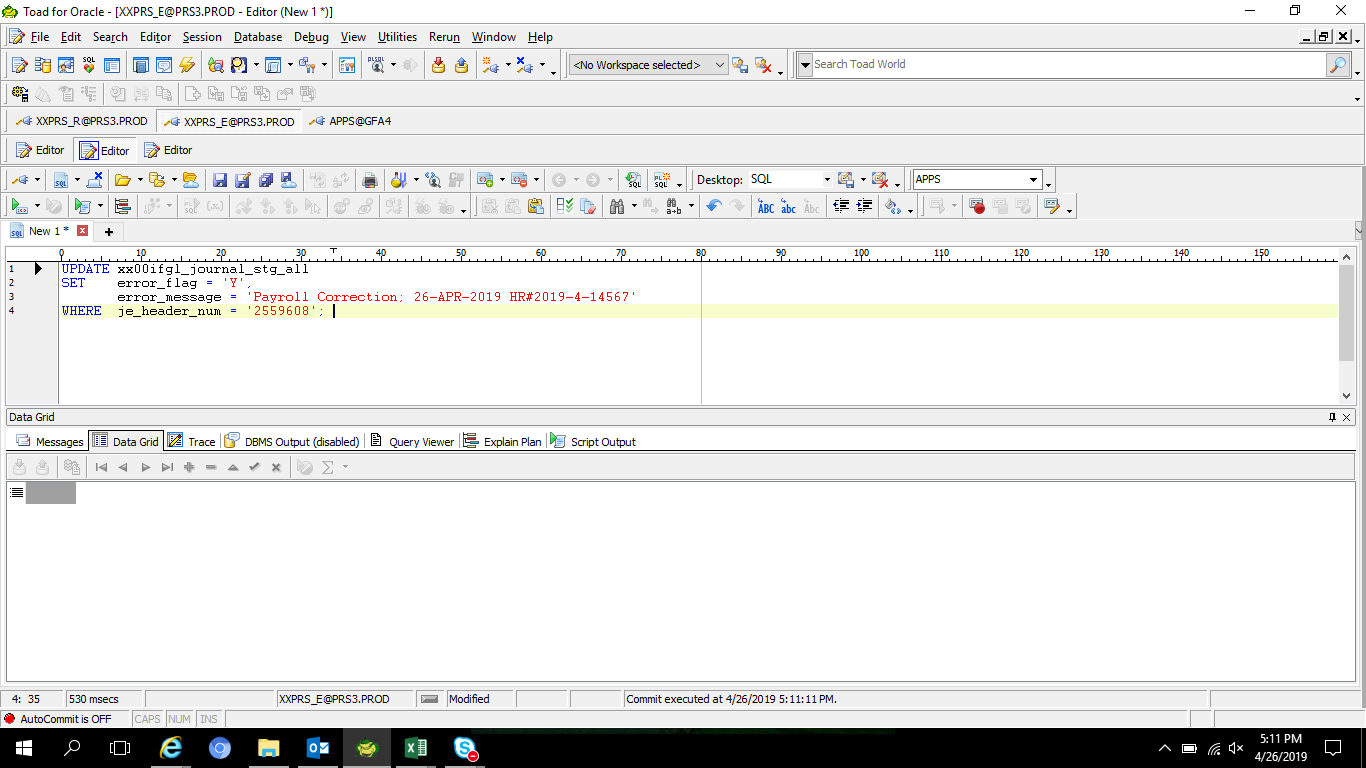 Toad for Oracle - [XXPRS_E@PRS3.PROD - Editor (New 1 *)]
File Edit Search Editor Session Database Debug View Utilities Rerun Window Help
<No Workspace selected> Search Toad World
XXPRS_R@PRS3.PROD XXPRS_E@PRS3.PROD APPS@GFA4
Editor Editor Editor
Desktop: SQL APPS
New 1 * +
0 10 20 30 40 50 60 70 80 90 100 110 120 130 140 150
1 UPDATE xx00ifgl_journal_stg_all
2 SET error_flag = 'Y',
3 error_message = 'Payroll Correction; 26-APR-2019 HR#2019-4-14567'
4 WHERE je_header_num = '2559608';
Data Grid
Messages Data Grid Trace DBMS Output (disabled) Query Viewer Explain Plan Script Output
4: 35 530 msecs XXPRS_E@PRS3.PROD Modified Commit executed at 4/26/2019 5:11:11 PM.
AutoCommit is OFF CAPS NUM INS
5:11 PM
4/26/2019